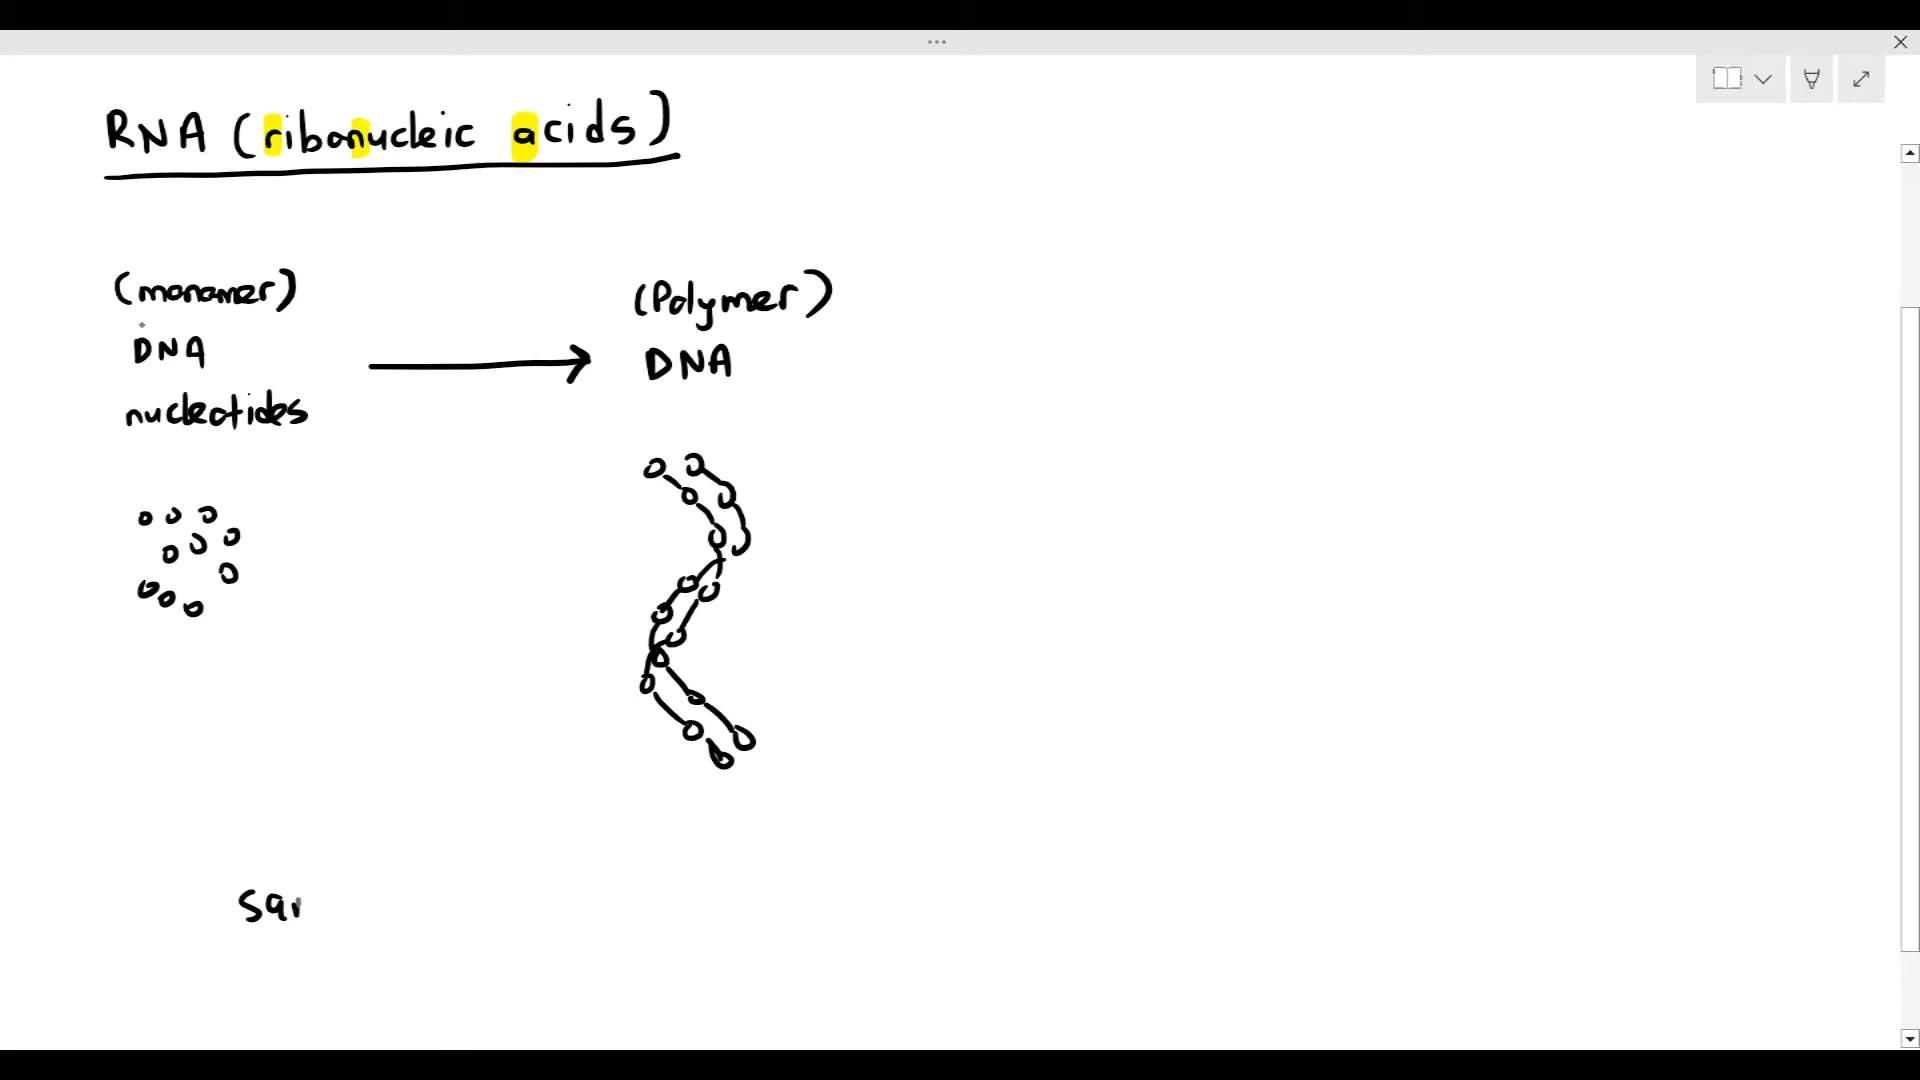 RNA (ribonucleic acids)
(monomer)
DNA
nucleotides
(Polymer)
DNA